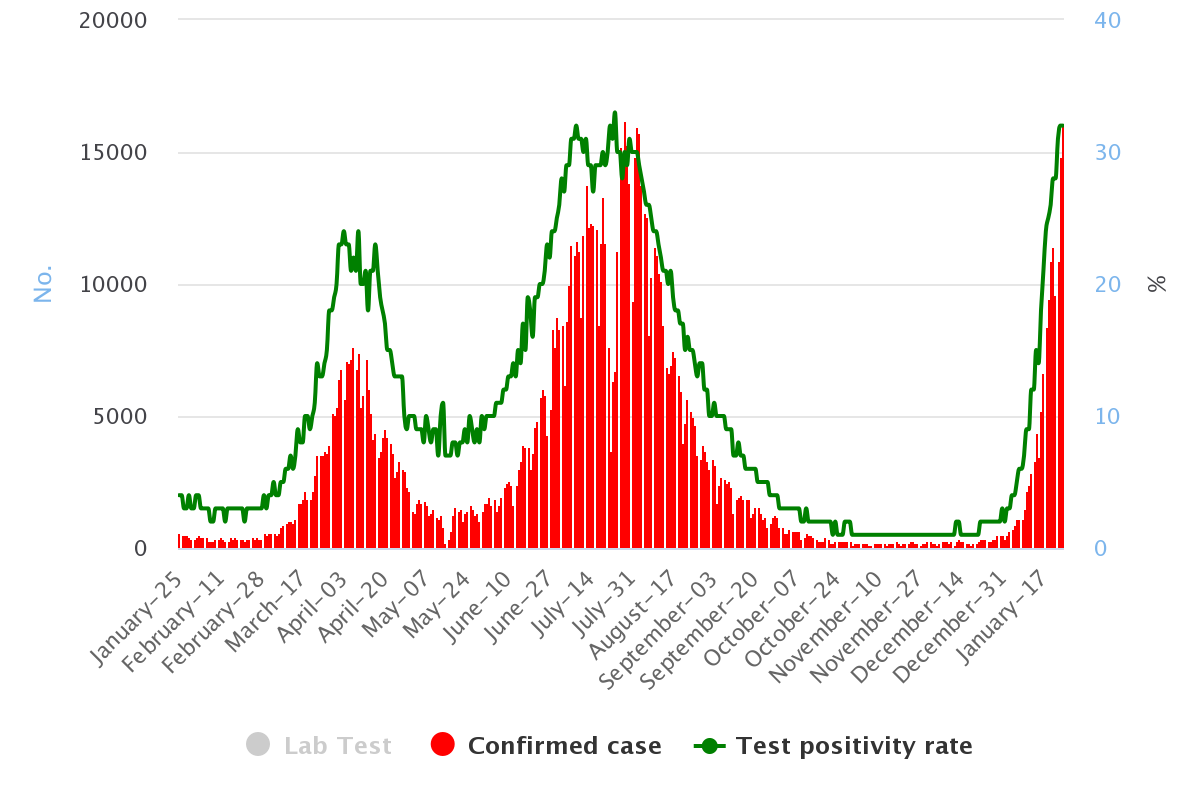 20000
15000
10000
5000
0
No.
40
30
20
10
0
%
January-25
February-11
February-28
March-17
April-03
April-20
May-07
May-24
June-10
June-27
July-14
July-31
August-17
September-03
September-20
October-07
October-24
November-10
November-27
December-14
December-31
January-17
Lab Test
Confirmed case
Test positivity rate